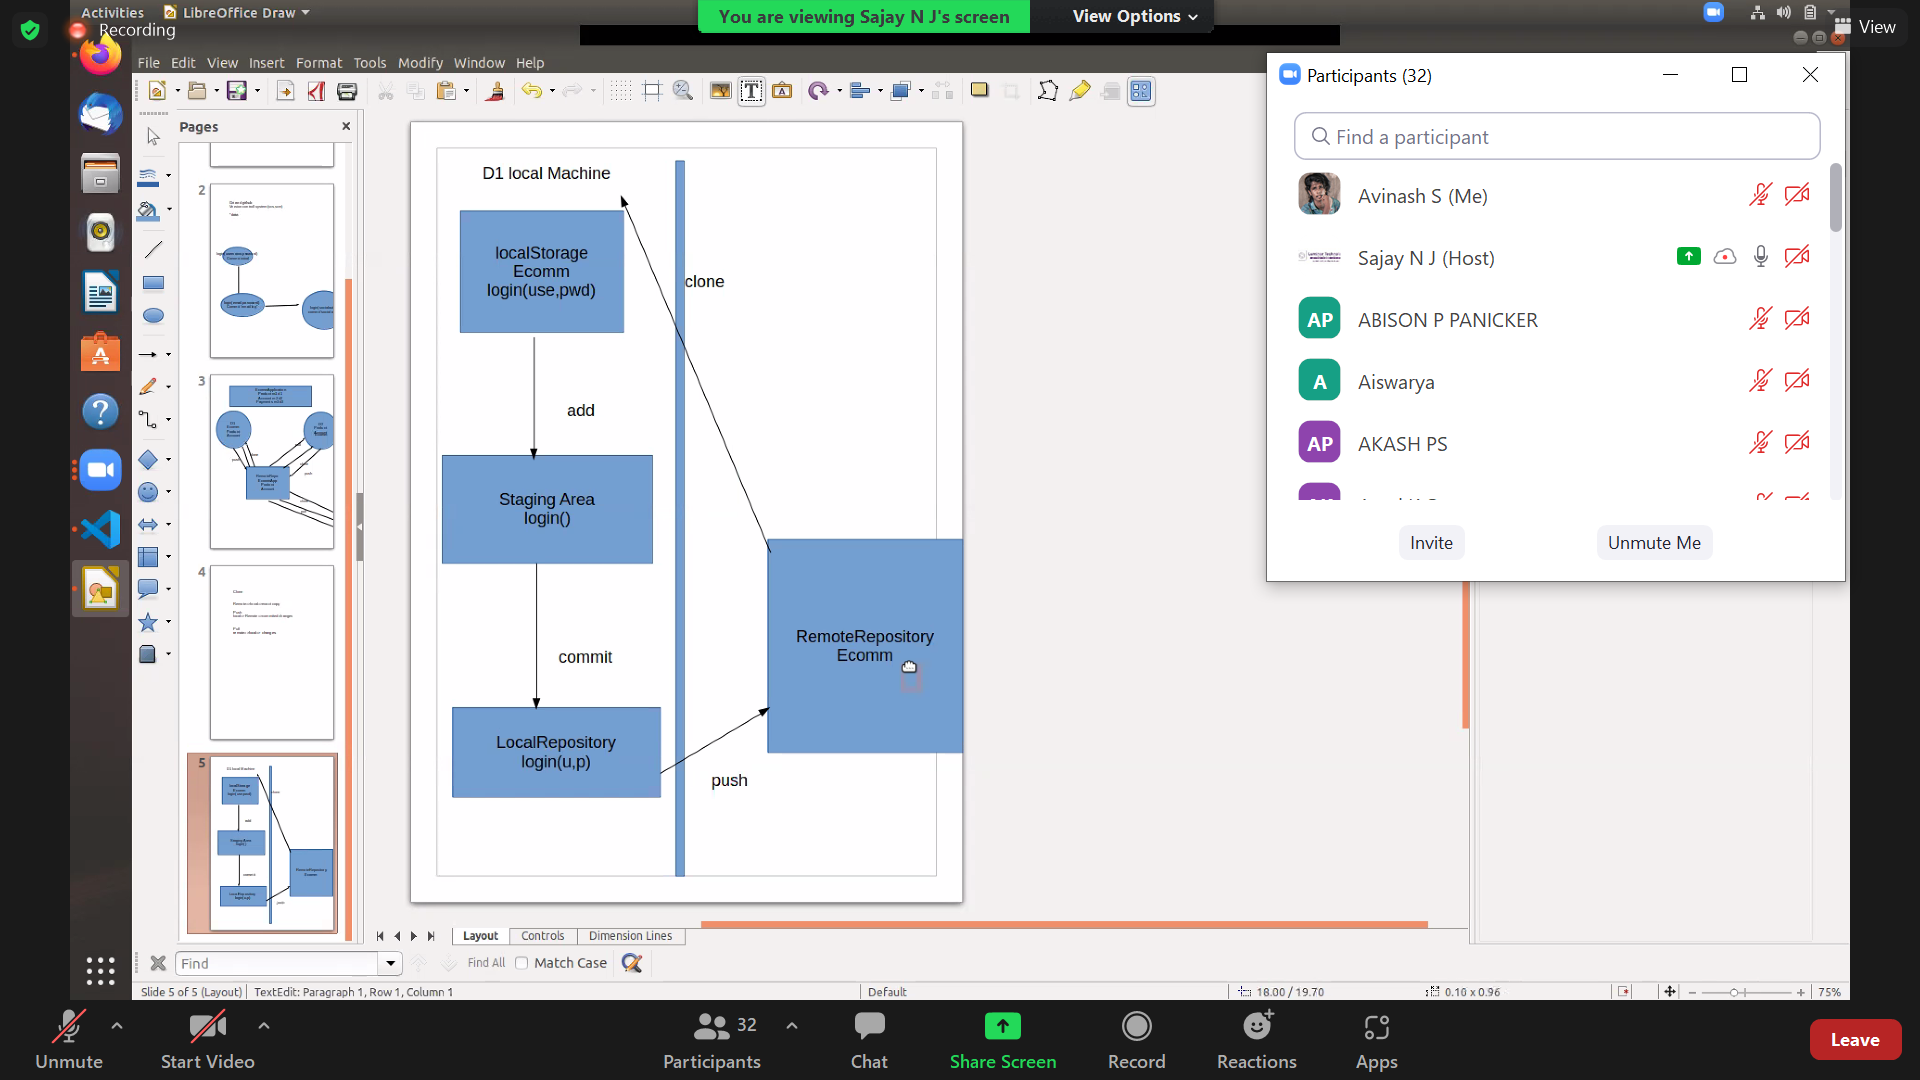 Activities
LibreOffice Draw
Recording
You are viewing Sajay N J's screen
View Options
View
File Edit View Insert Format Tools Modify Window Help
Pages
2
3
4
5
D1 local Machine
localStorage
Ecomm
login(use,pwd)
clone
add
Staging Area
login()
commit
RemoteRepository
Ecomm
LocalRepository
login(u,p)
push
Participants (32)
Find a participant
Avinash S (Me)
Sajay N J (Host)
AP ABISON P PANICKER
A Aiswarya
AP AKASH PS
Invite
Unmute Me
Layout Controls Dimension Lines
Find
Find All
Match Case
Slide 5 of 5 (Layout)
TextEdit: Paragraph 1, Row 1, Column 1
Default
18.00 / 19.70
0.10 x 0.96
75%
Unmute
Start Video
32
Participants
Chat
Share Screen
Record
Reactions
Apps
Leave